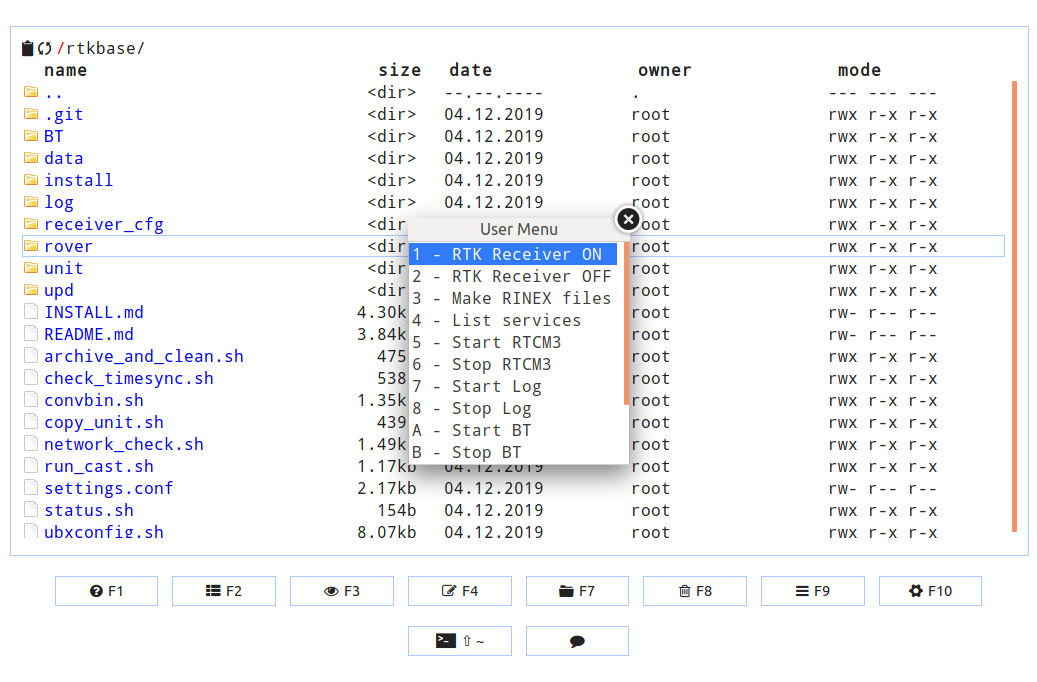 /rtkbase/
name size date owner mode
.. <dir> --.--.---- . --- --- ---
.git <dir> 04.12.2019 root rwx r-x r-x
BT <dir> 04.12.2019 root rwx r-x r-x
data <dir> 04.12.2019 root rwx r-x r-x
install <dir> 04.12.2019 root rwx r-x r-x
log <dir> 04.12.2019 root rwx r-x r-x
receiver_cfg <dir root rwx r-x r-x
rover <dir root rwx r-x r-x
unit <dir root rwx r-x r-x
upd <dir root rwx r-x r-x
INSTALL.md 4.30k root rw- r-- r--
README.md 3.84k root rw- r-- r--
archive_and_clean.sh 475 root rwx r-x r-x
check_timesync.sh 538 root rwx r-x r-x
convbin.sh 1.35k root rwx r-x r-x
copy_unit.sh 439 root rwx r-x r-x
network_check.sh 1.49k root rwx r-x r-x
run_cast.sh 1.17kb 04.12.2019 root rwx r-x r-x
settings.conf 2.17kb 04.12.2019 root rw- r-- r--
status.sh 154b 04.12.2019 root rwx r-x r-x
ubxconfig.sh 8.07kb 04.12.2019 root rwx r-x r-x
User Menu
1 - RTK Receiver ON
2 - RTK Receiver OFF
3 - Make RINEX files
4 - List services
5 - Start RTCM3
6 - Stop RTCM3
7 - Start Log
8 - Stop Log
A - Start BT
B - Stop BT
F1 F2 F3 F4 F7 F8 F9 F10
⇧ ~